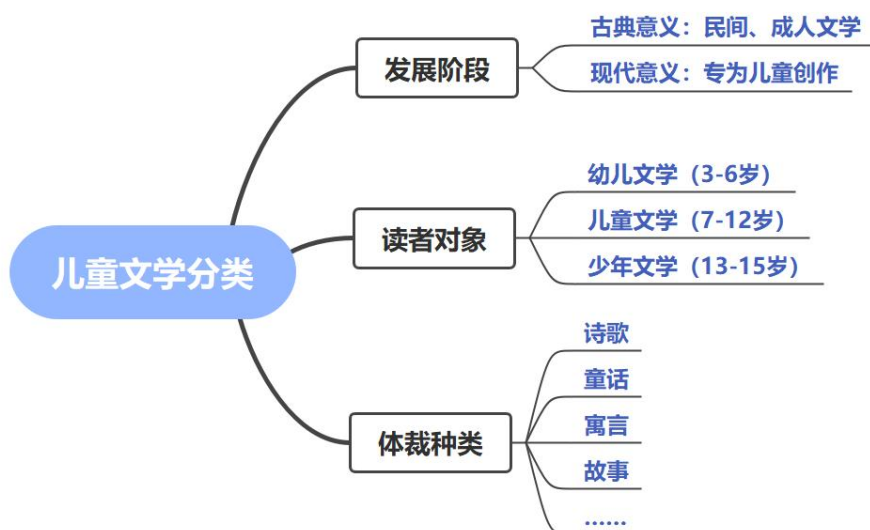 儿童文学分类
发展阶段
古典意义：民间、成人文学
现代意义：专为儿童创作
读者对象
幼儿文学（3-6岁）
儿童文学（7-12岁）
少年文学（13-15岁）
体裁种类
诗歌
童话
寓言
故事
......